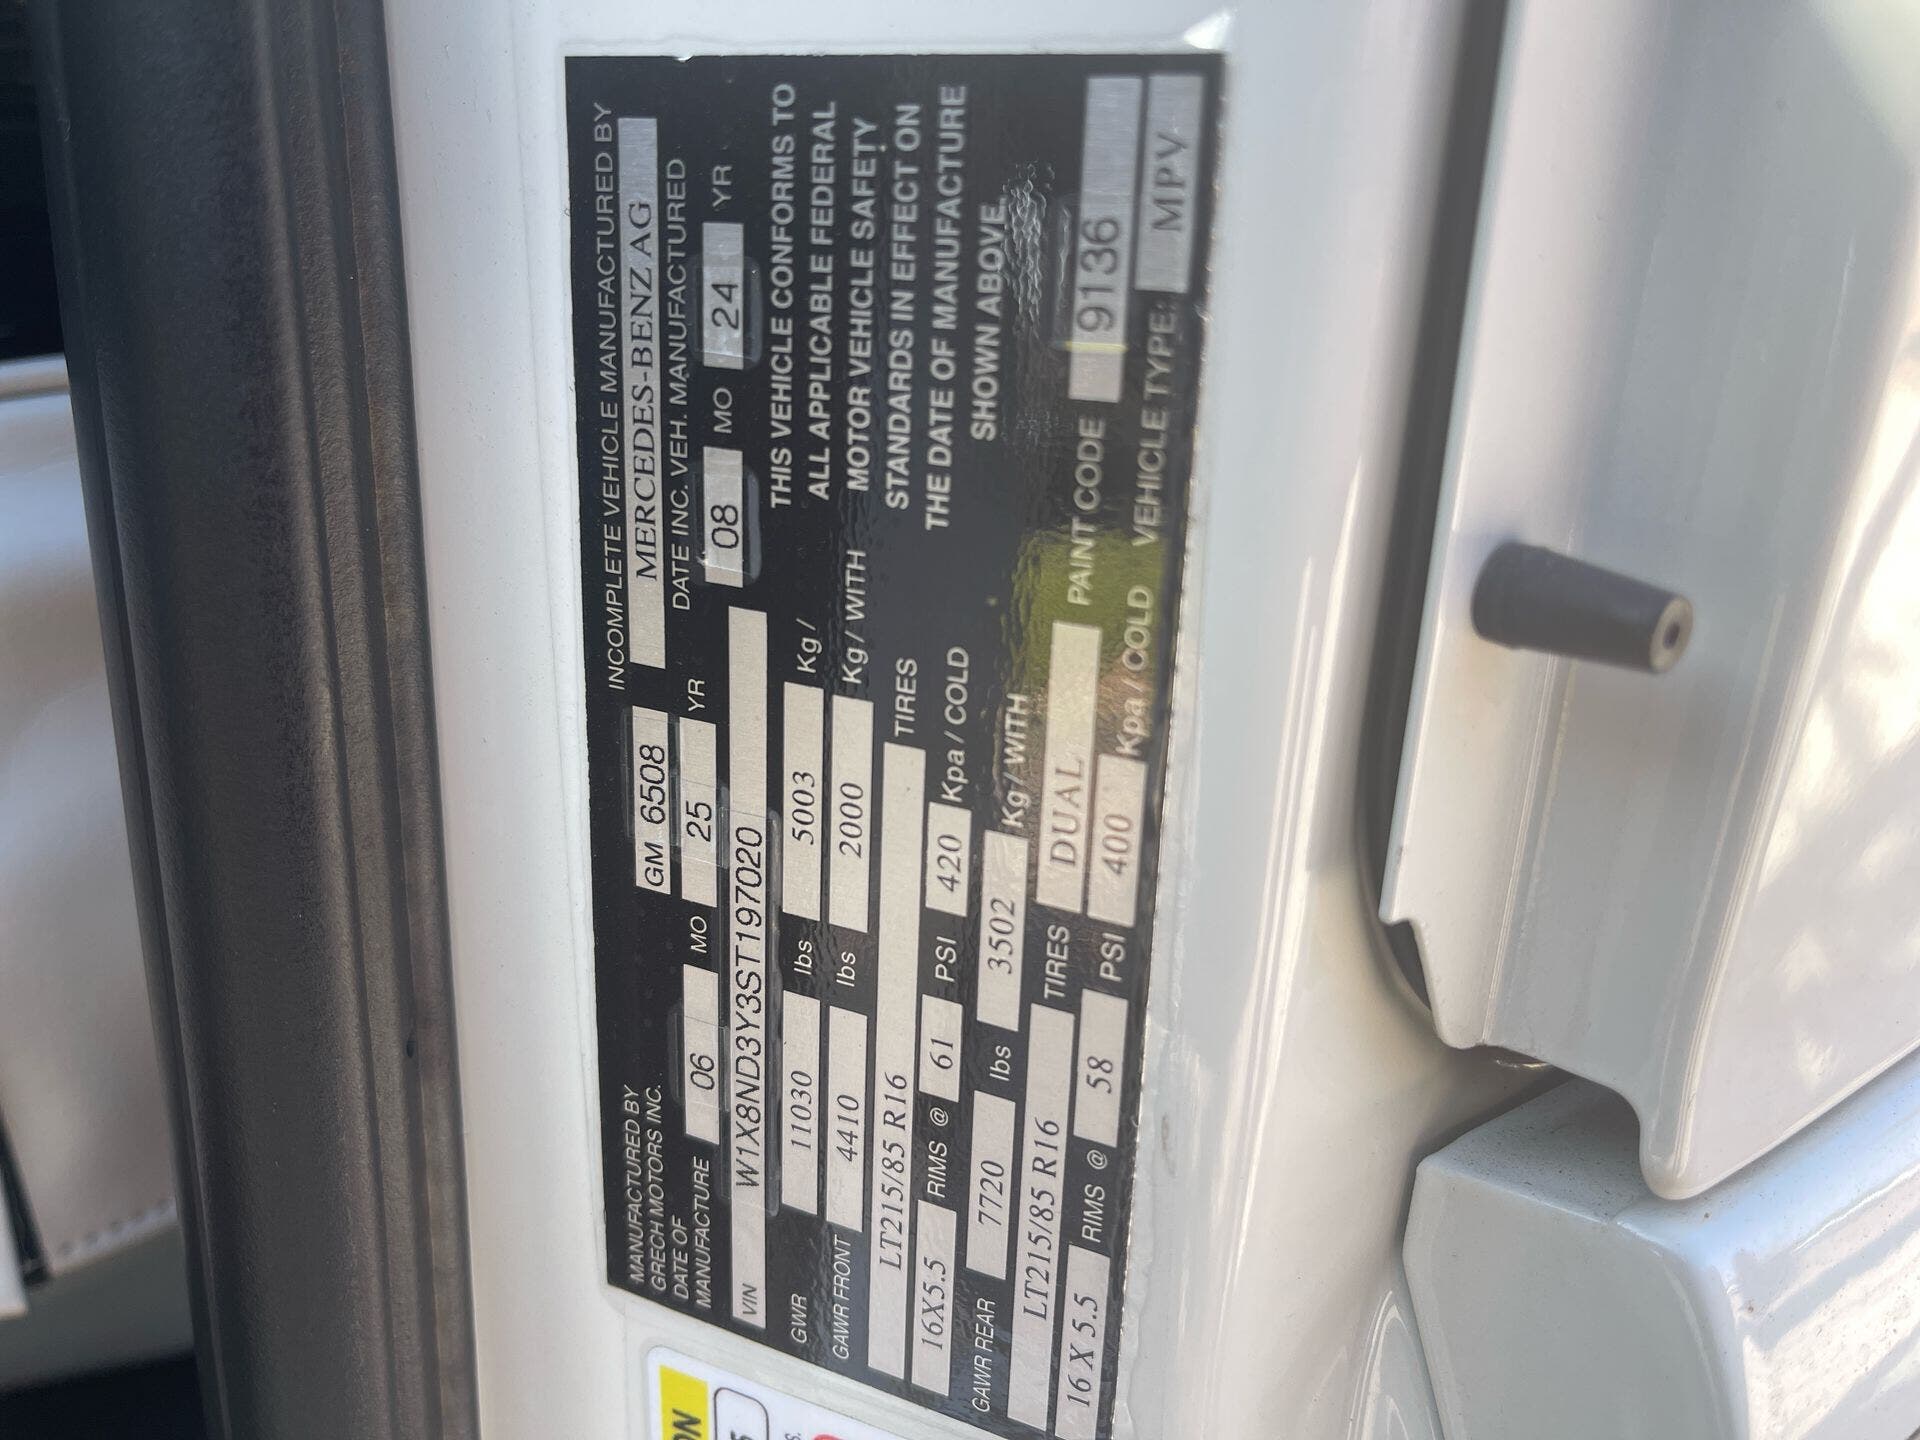 MANUFACTURED BY
GRECH MOTORS INC.
GM 6508
INCOMPLETE VEHICLE MANUFACTURED BY
MERCEDES-BENZ AG
DATE OF
MANUFACTURE 06 MO 25 YR
DATE INC. VEH. MANUFACTURED
08 MO 24 YR
VIN W1X8ND3Y3ST197020
GWR 11030 lbs 5003 Kg /
GAWR FRONT 4410 lbs 2000 Kg / WITH
LT215/85 R16 TIRES
16X5.5 RIMS @ 61 PSI 420 Kpa / COLD
GAWR REAR 7720 lbs 3502 Kg / WITH
LT215/85 R16 TIRES DUAL
16 X 5.5 RIMS @ 58 PSI 400 Kpa / COLD
THIS VEHICLE CONFORMS TO
ALL APPLICABLE FEDERAL
MOTOR VEHICLE SAFETY
STANDARDS IN EFFECT ON
THE DATE OF MANUFACTURE
SHOWN ABOVE.
PAINT CODE 9136
VEHICLE TYPE: MPV